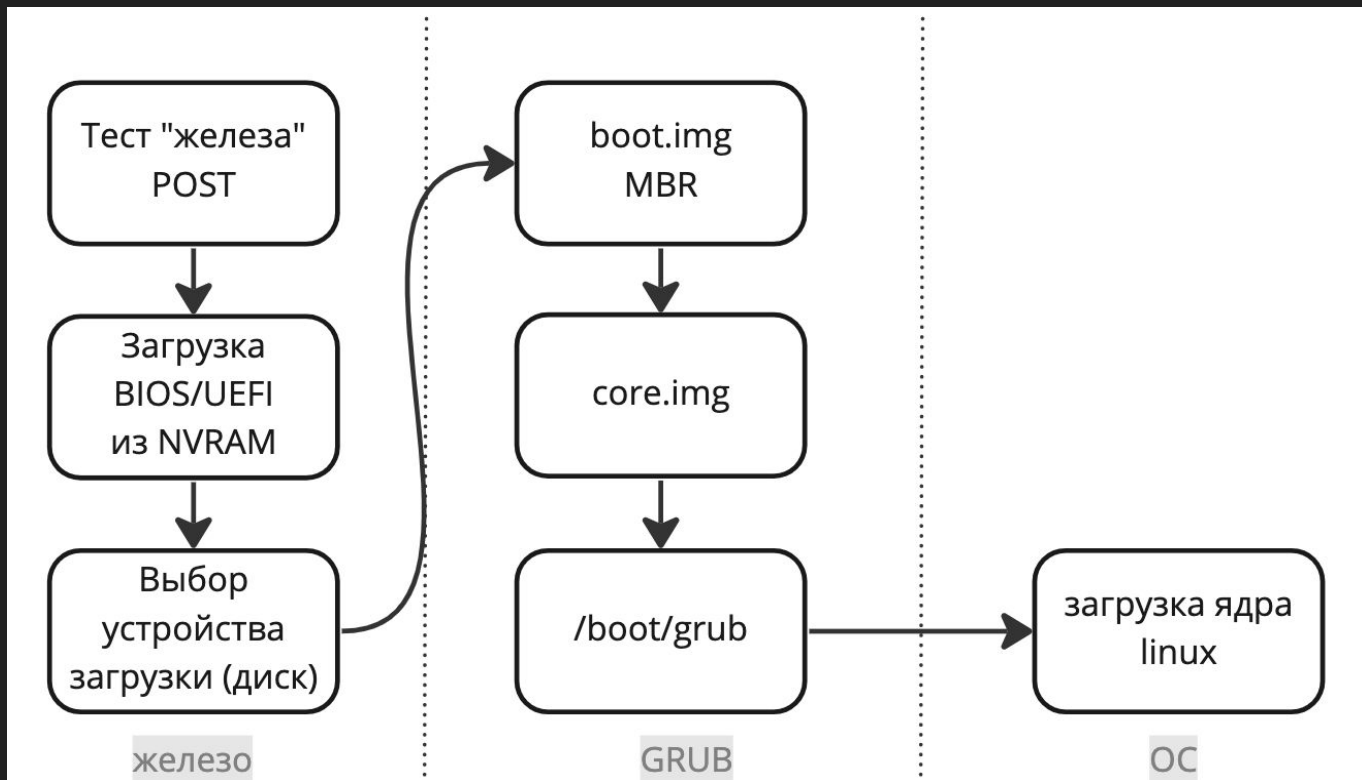 Тест "железа"
POST
Загрузка
BIOS/UEFI
из NVRAM
Выбор
устройства
загрузки (диск)
железо
boot.img
MBR
core.img
/boot/grub
GRUB
загрузка ядра
linux
ОС